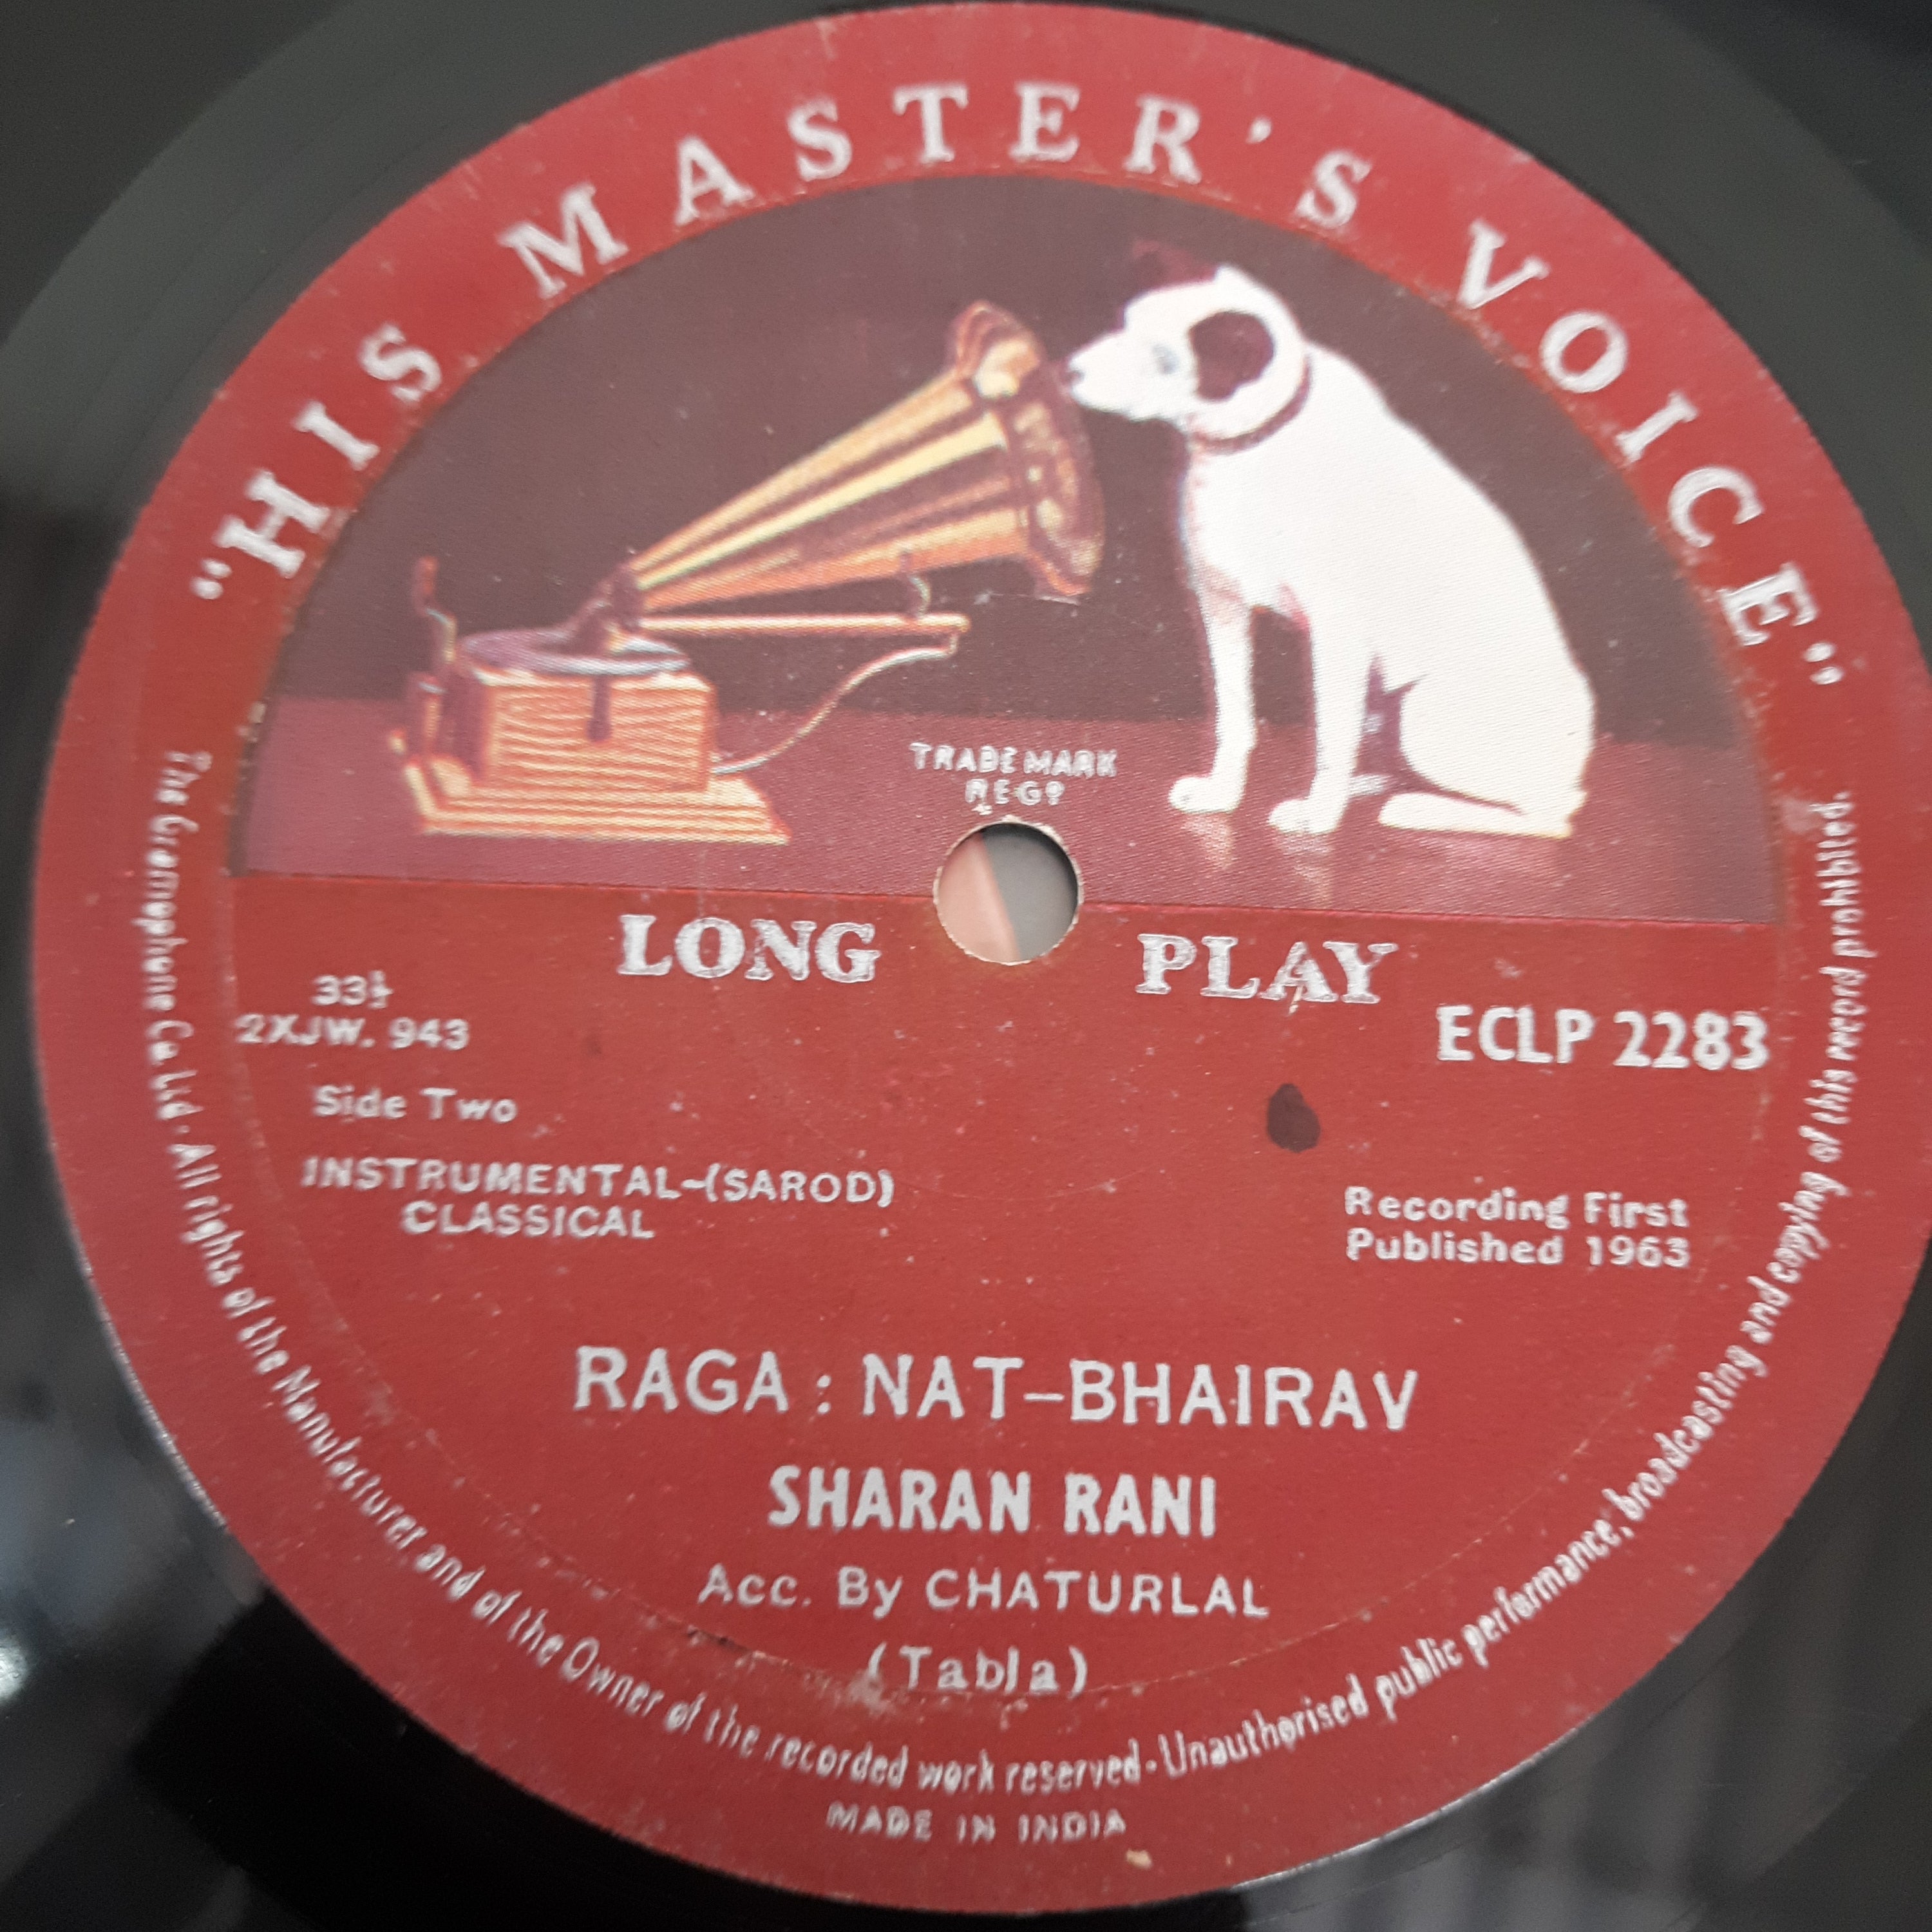 "HIS MASTER'S VOICE"
TRADE MARK
REGD
LONG PLAY
33⅓
2XJW. 943
ECLP 2283
Side Two
INSTRUMENTAL-(SAROD)
CLASSICAL
Recording First
Published 1963
RAGA : NAT-BHAIRAV
SHARAN RANI
Acc. By CHATURLAL
(Tabla)
The Gramophone Co. Ltd · All rights of the Manufacturer and of the Owner of the recorded work reserved · Unauthorised public performance, broadcasting and copying of this record prohibited.
MADE IN INDIA